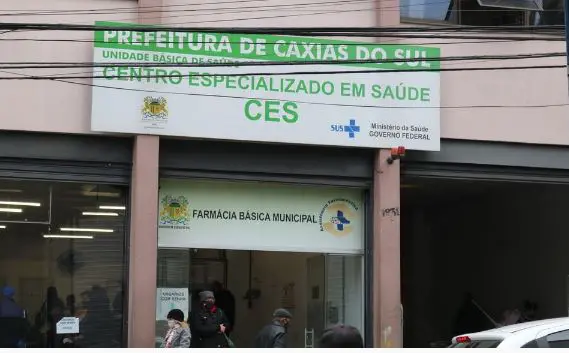 PREFEITURA DE CAXIAS DO SUL
UNIDADE BÁSICA DE SAÚDE
CENTRO ESPECIALIZADO EM SAÚDE
CES
SUS
Ministério da Saúde
GOVERNO FEDERAL
FARMÁCIA BÁSICA MUNICIPAL